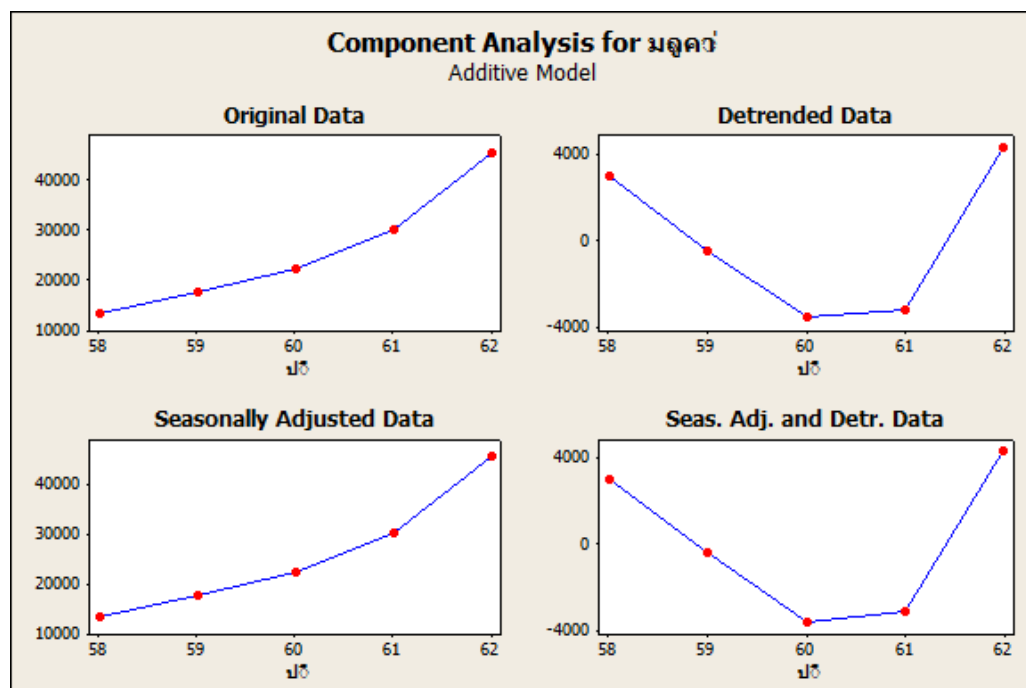 Component Analysis for มลูคา่
Additive Model
Original Data
40000
30000
20000
10000
58 59 60 61 62
ปี
Detrended Data
4000
0
-4000
58 59 60 61 62
ปี
Seasonally Adjusted Data
40000
30000
20000
10000
58 59 60 61 62
ปี
Seas. Adj. and Detr. Data
4000
0
-4000
58 59 60 61 62
ปี